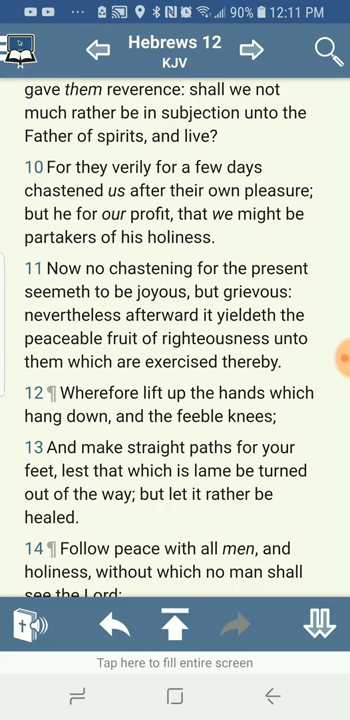 90% 12:11 PM
Hebrews 12
KJV
gave them reverence: shall we not
much rather be in subjection unto the
Father of spirits, and live?
10 For they verily for a few days
chastened us after their own pleasure;
but he for our profit, that we might be
partakers of his holiness.
11 Now no chastening for the present
seemeth to be joyous, but grievous:
nevertheless afterward it yieldeth the
peaceable fruit of righteousness unto
them which are exercised thereby.
12 ¶ Wherefore lift up the hands which
hang down, and the feeble knees;
13 And make straight paths for your
feet, lest that which is lame be turned
out of the way; but let it rather be
healed.
14 ¶ Follow peace with all men, and
holiness, without which no man shall
see the Lord:
Tap here to fill entire screen